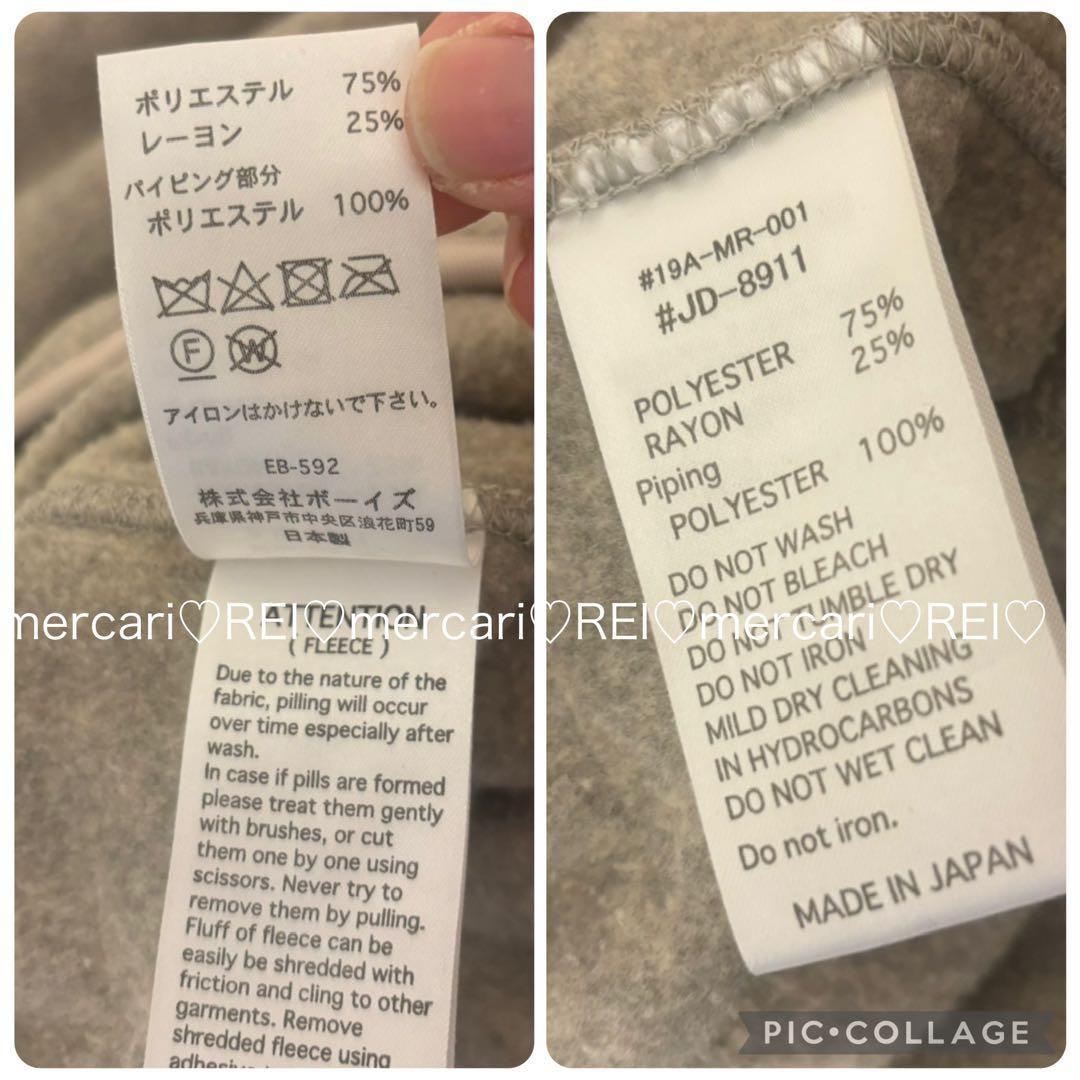 ポリエステル 75%
レーヨン 25%
パイピング部分
ポリエステル 100%
F
W
アイロンはかけないで下さい。
EB-592
株式会社ボーイズ
兵庫県神戸市中央区浪花町59
日本製
ATTENTION
( FLEECE )
Due to the nature of the
fabric, pilling will occur
over time especially after
wash.
In case if pills are formed
please treat them gently
with brushes, or cut
them one by one using
scissors. Never try to
remove them by pulling.
Fluff of fleece can be
easily be shredded with
friction and cling to other
garments. Remove
shredded fleece using
#19A-MR-001
#JD-8911
POLYESTER 75%
RAYON 25%
Piping
POLYESTER 100%
DO NOT WASH
DO NOT BLEACH
DO NOT TUMBLE DRY
DO NOT IRON
MILD DRY CLEANING
IN HYDROCARBONS
DO NOT WET CLEAN
Do not iron.
MADE IN JAPAN
mercari♡REI♡mercari♡REI♡mercari♡REI♡
PIC•COLLAGE